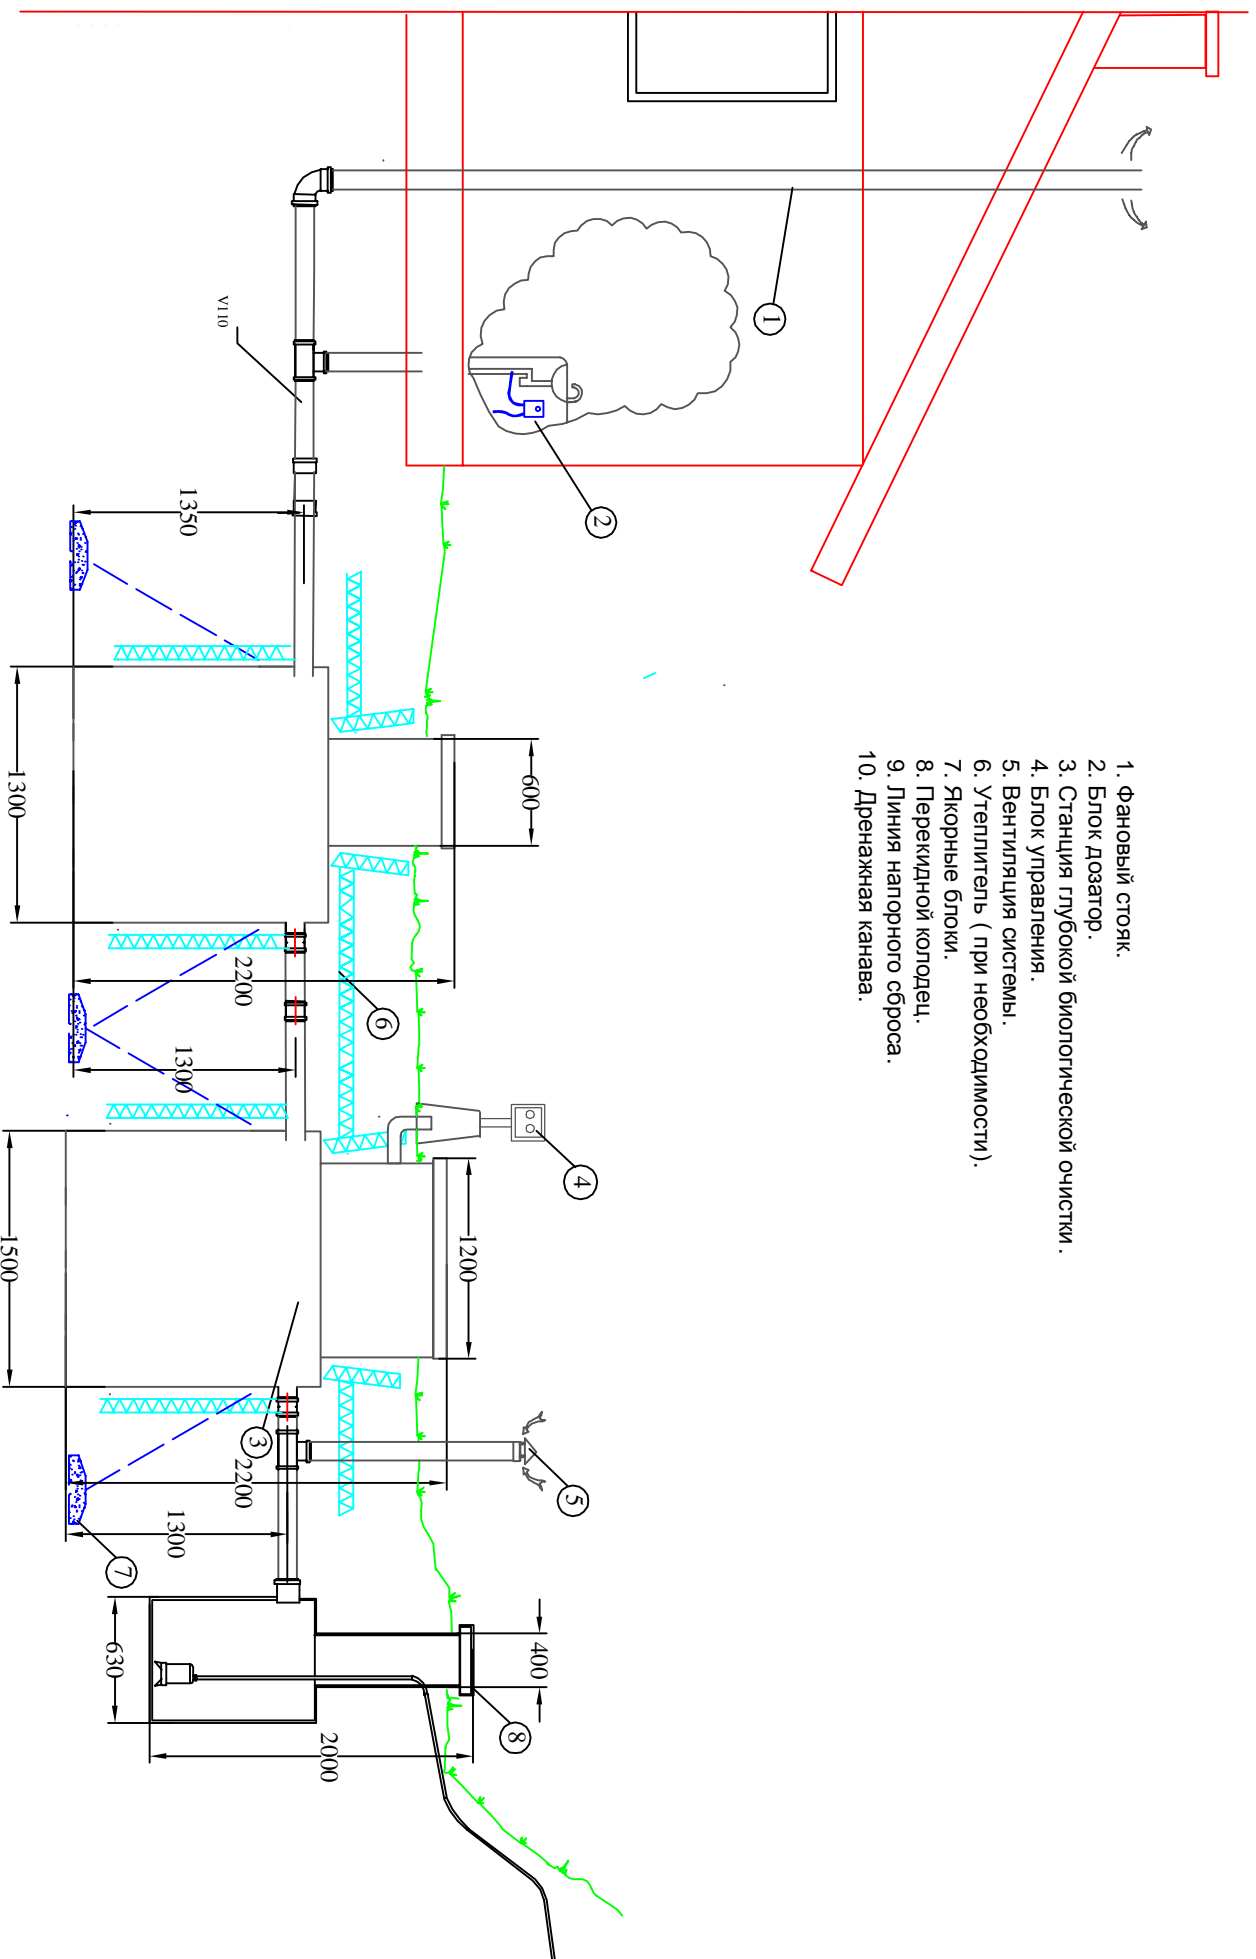 1. Фановый стояк.
2. Блок дозатор.
3. Станция глубокой биологической очистки.
4. Блок управления.
5. Вентиляция системы.
6. Утеплитель ( при необходимости).
7. Якорные блоки.
8. Перекидной колодец.
9. Линия напорного сброса.
10. Дренажная канава.
1
2
V110
1350
600
1300
2200
6
1300
4
1200
1500
3
2200
5
1300
7
400
630
8
2000